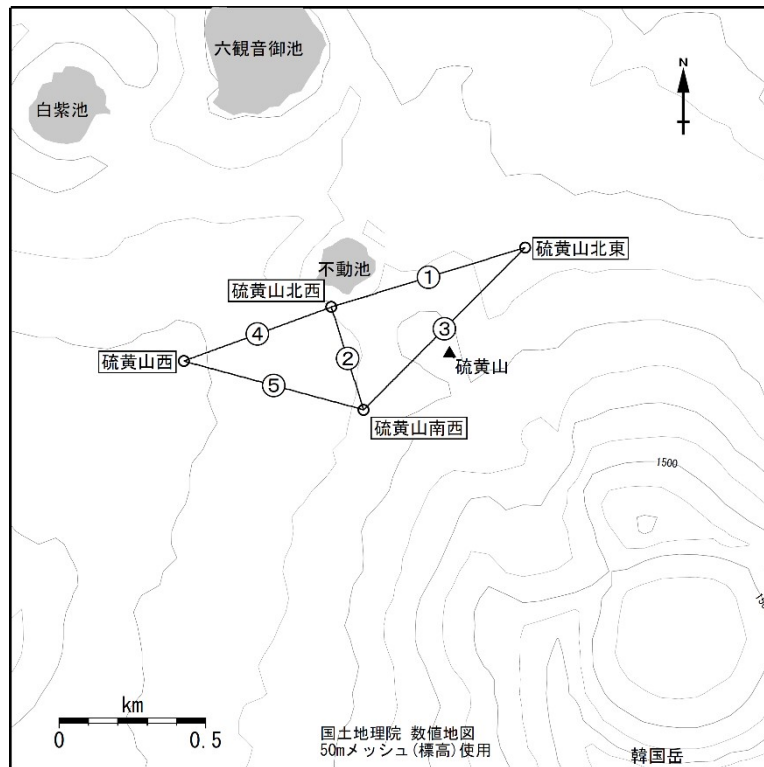 六観音御池
白紫池
N
不動池
硫黄山北東
①
硫黄山北西
③
④
硫黄山西
②
硫黄山
⑤
硫黄山南西
1500
km
0
0.5
国土地理院 数値地図
50mメッシュ(標高)使用
韓国岳